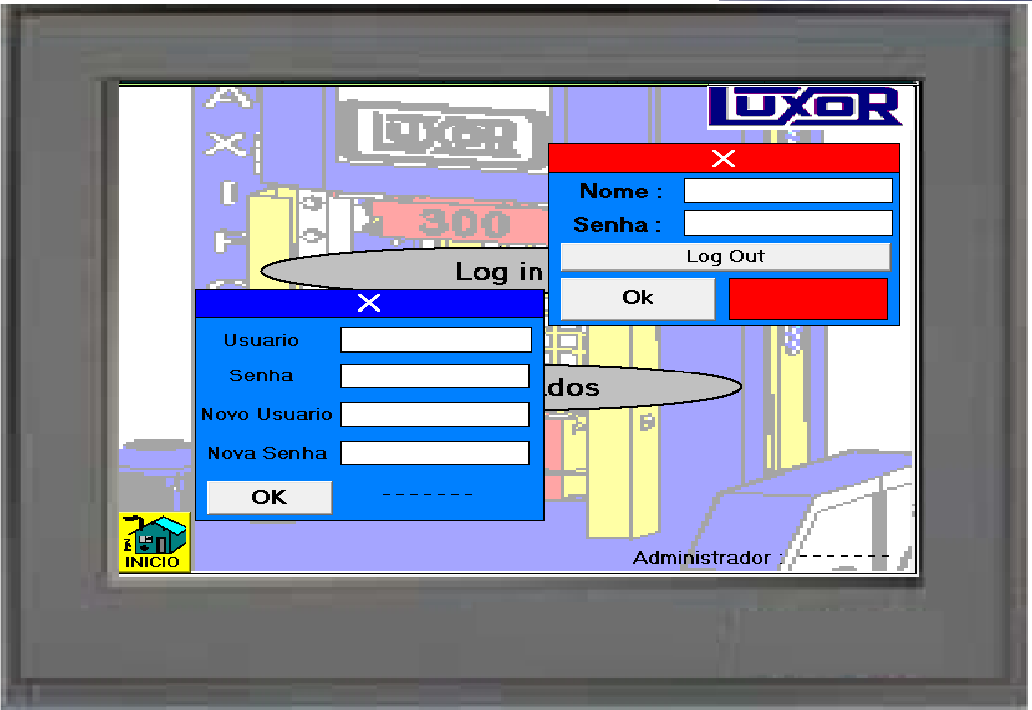 LUXOR
LUXOR
300
X
Nome :
Senha :
Log Out
Ok
Log in
X
Usuario
Senha
Novo Usuario
Nova Senha
OK
- - - - - - -
dos
INICIO
Administrador : - - - - - - -